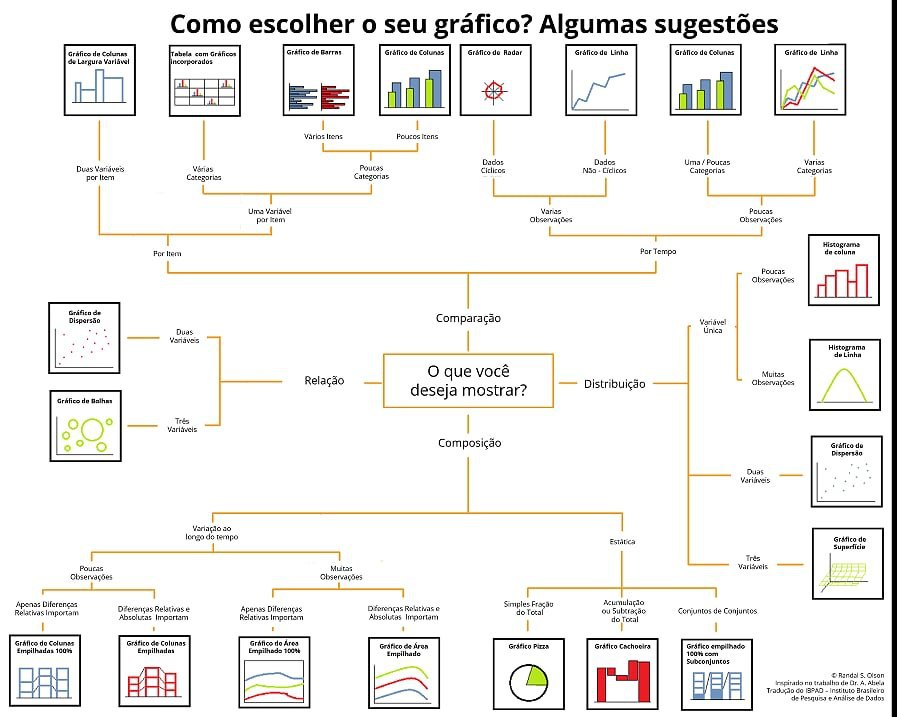 Como escolher o seu gráfico? Algumas sugestões
Gráfico de Colunas
de Largura Variável
Tabela com Gráficos
incorporados
Gráfico de Barras
Gráfico de Colunas
Gráfico de Radar
Gráfico de Linha
Gráfico de Colunas
Gráfico de Linha
Vários Itens
Poucos Itens
Duas Variáveis
por Item
Várias
Categorias
Poucas
Categorias
Dados
Cíclicos
Dados
Não - Cíclicos
Uma / Poucas
Categorias
Varias
Categorias
Uma Variável
por Item
Varias
Observações
Poucas
Observações
Por Item
Por Tempo
Comparação
Histograma
de coluna
Poucas
Observações
Variável
Única
Histograma
de Linha
Muitas
Observações
Gráfico de
Dispersão
Duas
Variáveis
Relação
O que você
deseja mostrar?
Distribuição
Gráfico de Bolhas
Três
Variáveis
Composição
Gráfico de
Dispersão
Duas
Variáveis
Três
Variáveis
Gráfico de
Superfície
Variação ao
longo do tempo
Estática
Poucas
Observações
Muitas
Observações
Apenas Diferenças
Relativas Importam
Diferenças Relativas e
Absolutas Importam
Apenas Diferenças
Relativas Importam
Diferenças Relativas e
Absolutas Importam
Simples Fração
do Total
Acumulação
ou Subtração
do Total
Conjuntos de Conjuntos
Gráfico de Colunas
Empilhadas 100%
Gráfico de Colunas
Empilhadas
Gráfico de Área
Empilhado 100%
Gráfico de Área
Empilhado
Gráfico Pizza
Gráfico Cachoeira
Gráfico empilhado
100% com
Subconjuntos
© Randal S. Olson
Inspirado no trabalho de Dr. A. Abela
Tradução do IBPAD – Instituto Brasileiro
de Pesquisa e Análise de Dados